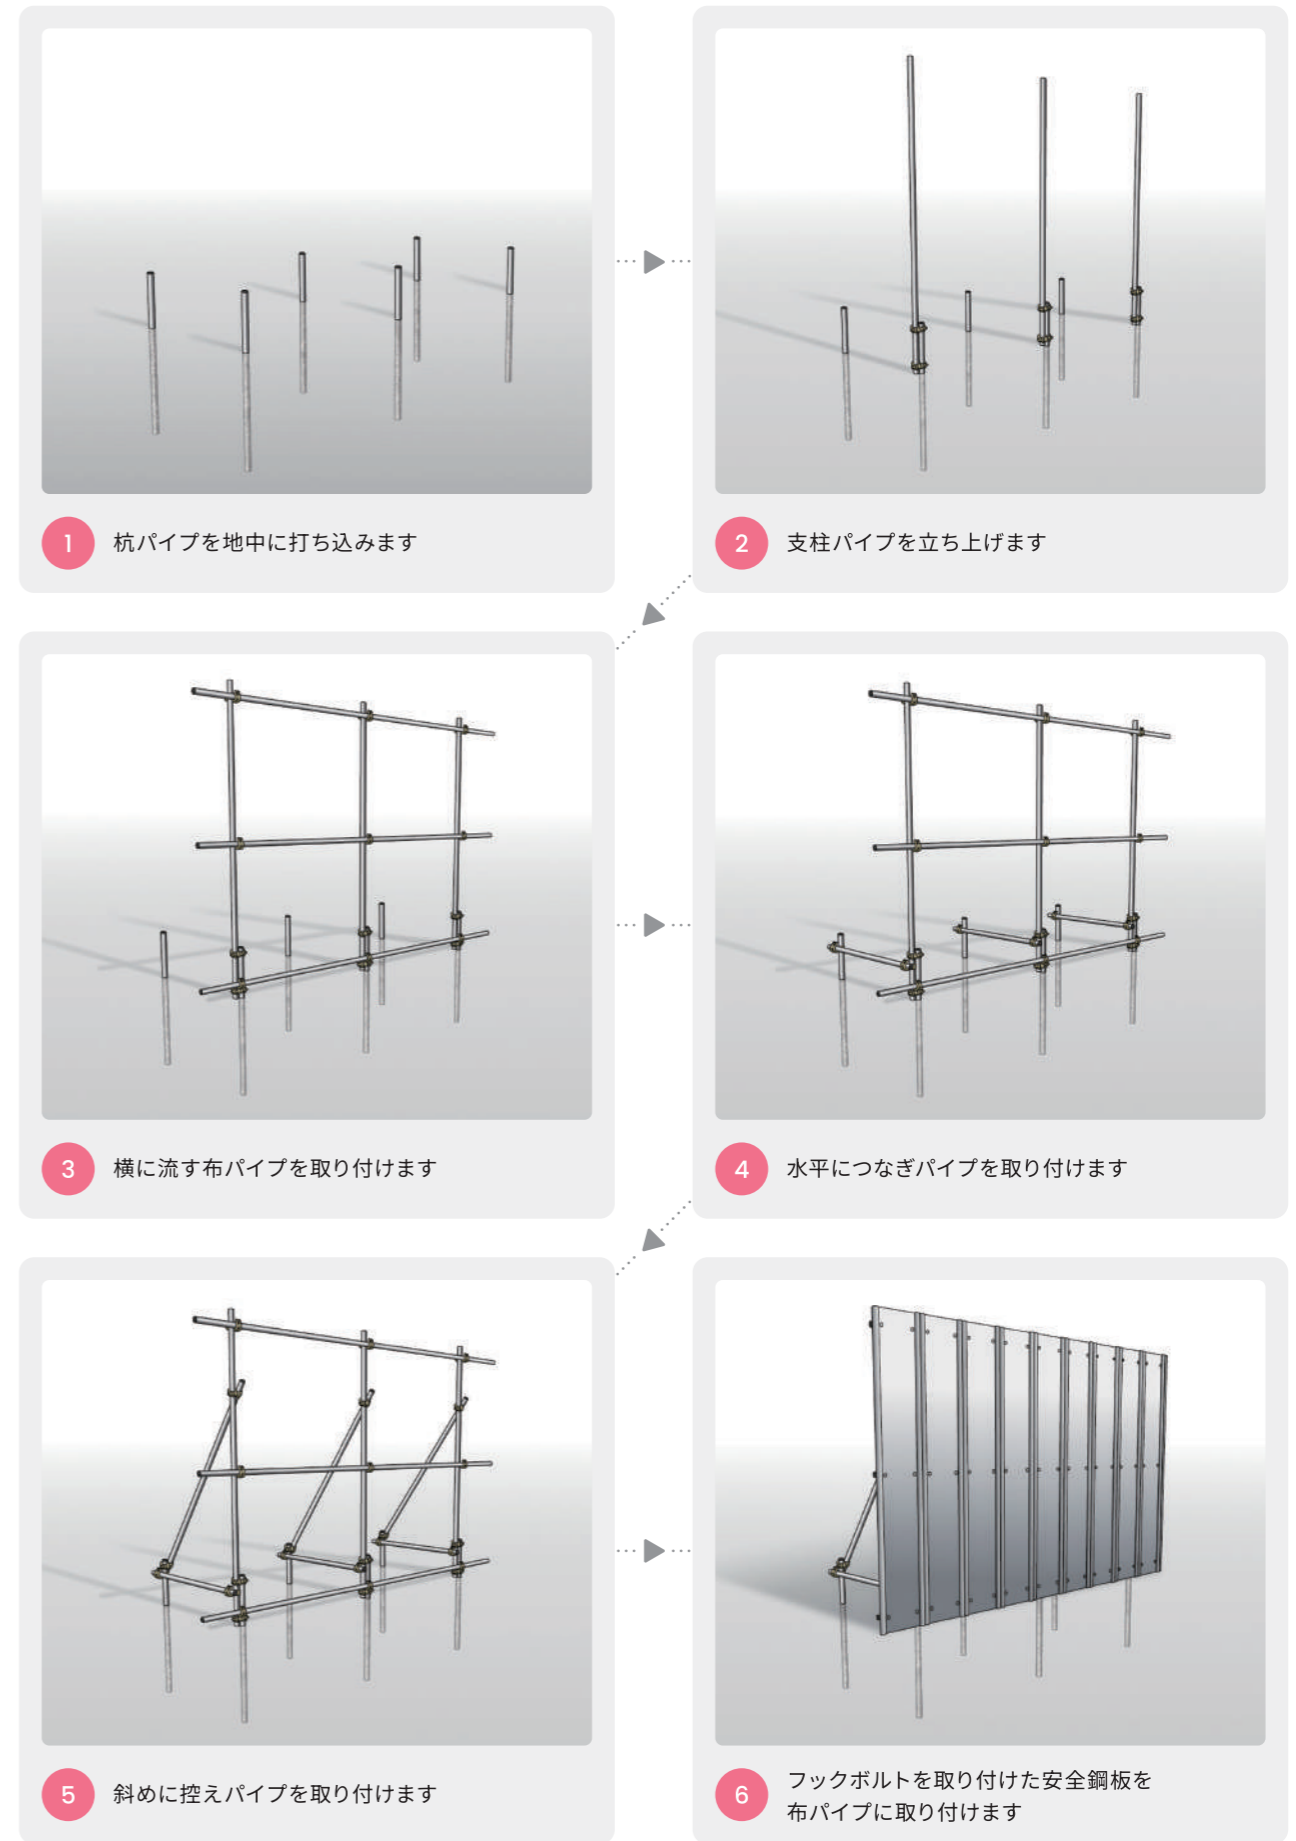 1
杭パイプを地中に打ち込みます
2
支柱パイプを立ち上げます
3
横に流す布パイプを取り付けます
4
水平につなぎパイプを取り付けます
5
斜めに控えパイプを取り付けます
6
フックボルトを取り付けた安全鋼板を
布パイプに取り付けます